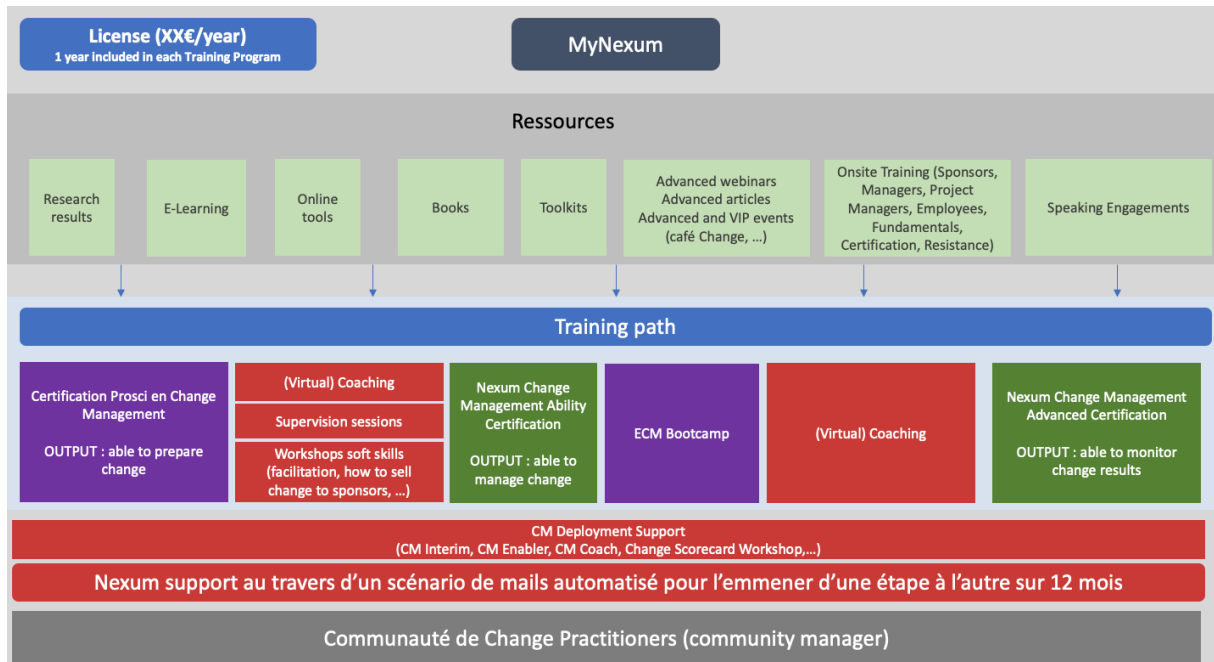 License (XX€/year)
1 year included in each Training Program
MyNexum
Ressources
Research
results
E-Learning
Online
tools
Books
Toolkits
Advanced webinars
Advanced articles
Advanced and VIP events
(café Change, ...)
Onsite Training (Sponsors,
Managers, Project
Managers, Employees,
Fundamentals,
Certification, Resistance)
Speaking Engagements
Training path
Certification Prosci en Change
Management
OUTPUT : able to prepare
change
(Virtual) Coaching
Supervision sessions
Workshops soft skills
(facilitation, how to sell
change to sponsors, ...)
Nexum Change
Management Ability
Certification
OUTPUT : able to
manage change
ECM Bootcamp
(Virtual) Coaching
Nexum Change Management
Advanced Certification
OUTPUT : able to monitor
change results
CM Deployment Support
(CM Interim, CM Enabler, CM Coach, Change Scorecard Workshop,...)
Nexum support au travers d’un scénario de mails automatisé pour l’emmener d’une étape à l’autre sur 12 mois
Communauté de Change Practitioners (community manager)